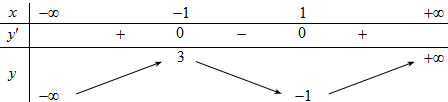 x −∞ −1 1 +∞
y' + 0 − 0 +
3 +∞
y
−∞ −1